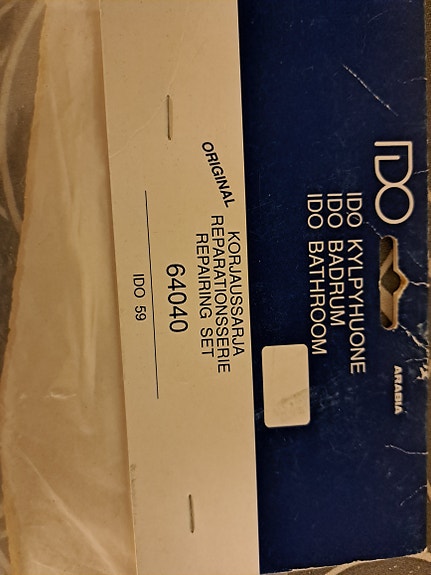 IDO
ARABIA
IDO KYLPYHUONE
IDO BADRUM
IDO BATHROOM
ORIGINAL
KORJAUSSARJA
REPARATIONSSERIE
REPAIRING SET
64040
IDO 59